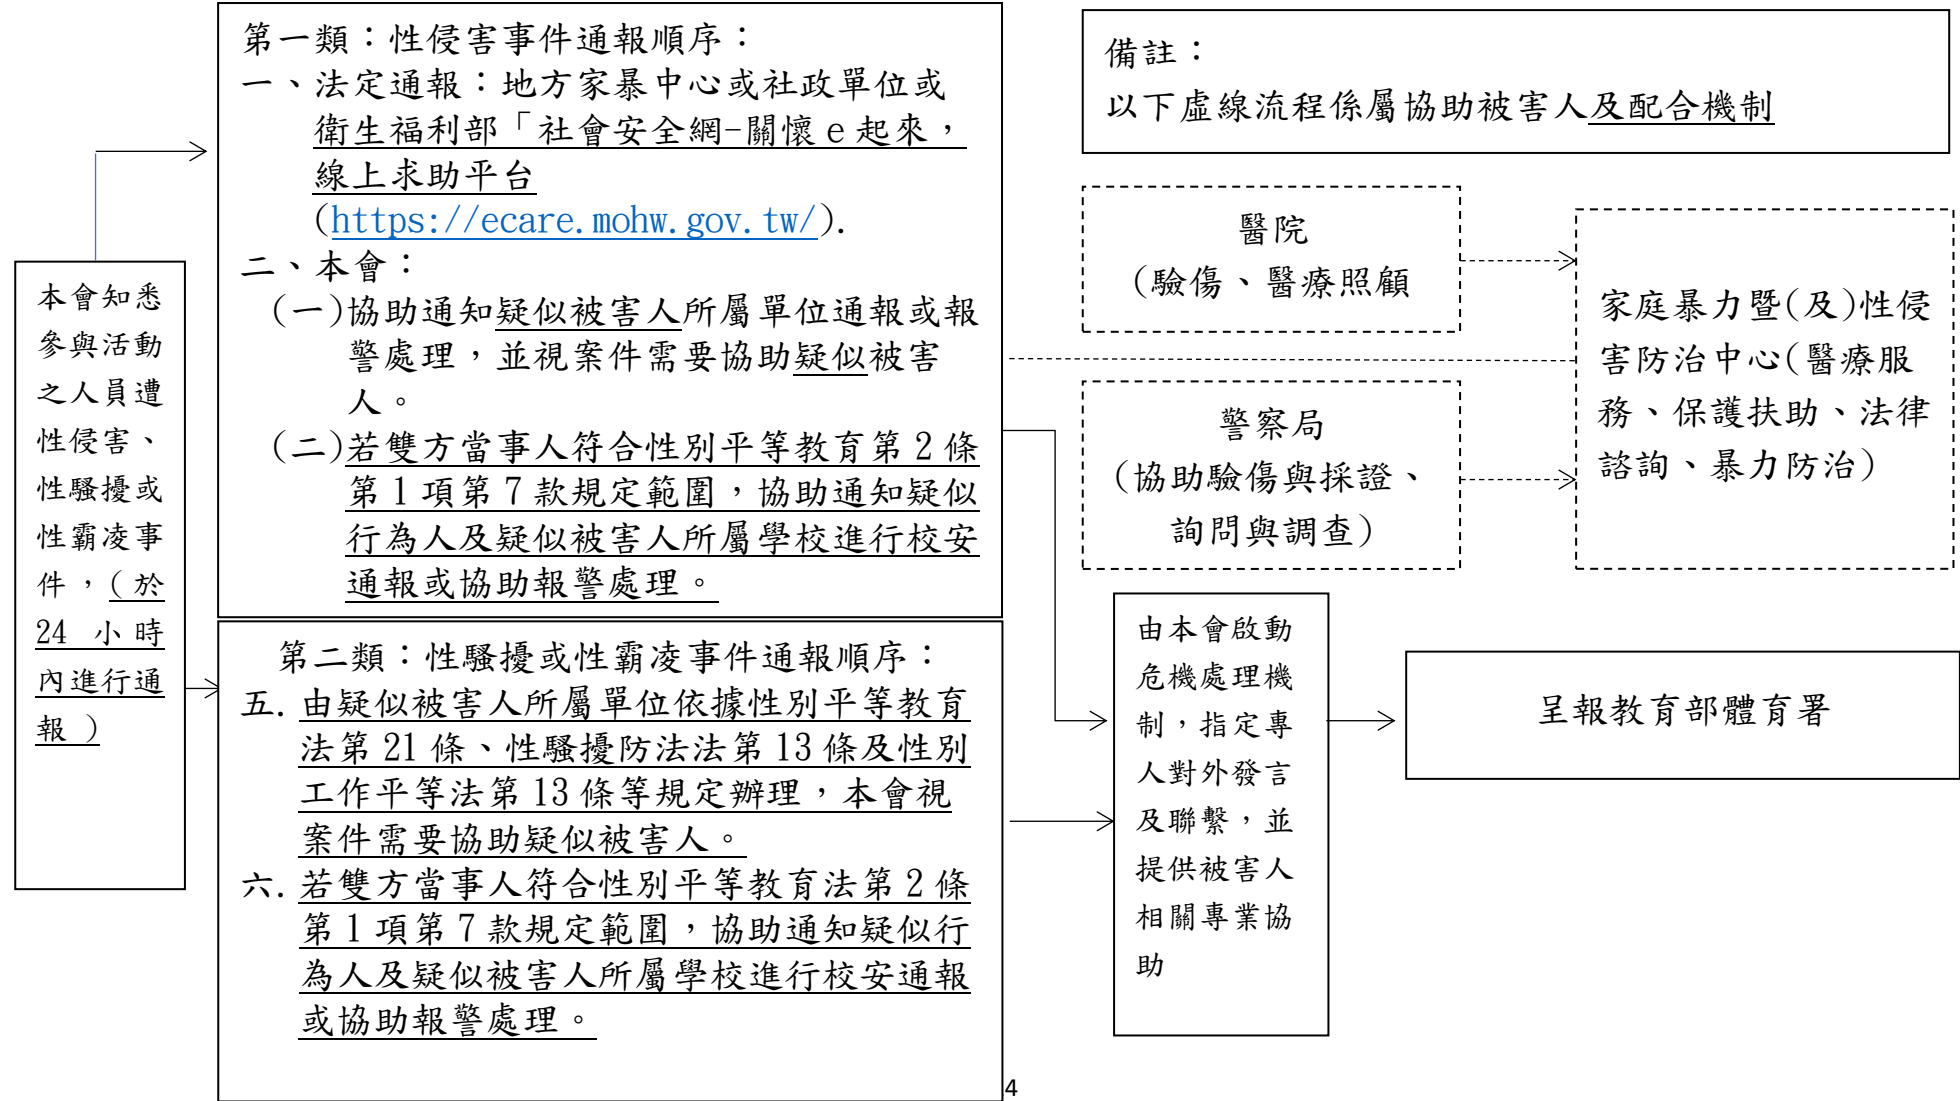 本會知悉
參與活動
之人員遭
性侵害、
性騷擾或
性霸凌事
件，(於
24 小時
內進行通
報 )
第一類：性侵害事件通報順序：
一、法定通報：地方家暴中心或社政單位或
衛生福利部「社會安全網-關懷 e 起來，
線上求助平台
(https://ecare.mohw.gov.tw/).
二、本會：
(一)協助通知疑似被害人所屬單位通報或報
警處理，並視案件需要協助疑似被害
人。
(二)若雙方當事人符合性別平等教育第 2 條
第 1 項第 7 款規定範圍，協助通知疑似
行為人及疑似被害人所屬學校進行校安
通報或協助報警處理。
第二類：性騷擾或性霸凌事件通報順序：
五. 由疑似被害人所屬單位依據性別平等教育
法第 21 條、性騷擾防法法第 13 條及性別
工作平等法第 13 條等規定辦理，本會視
案件需要協助疑似被害人。
六. 若雙方當事人符合性別平等教育法第 2 條
第 1 項第 7 款規定範圍，協助通知疑似行
為人及疑似被害人所屬學校進行校安通報
或協助報警處理。
備註：
以下虛線流程係屬協助被害人及配合機制
醫院
(驗傷、醫療照顧
警察局
(協助驗傷與採證、
詢問與調查)
家庭暴力暨(及)性侵
害防治中心(醫療服
務、保護扶助、法律
諮詢、暴力防治)
由本會啟動
危機處理機
制，指定專
人對外發言
及聯繫，並
提供被害人
相關專業協
助
呈報教育部體育署
4